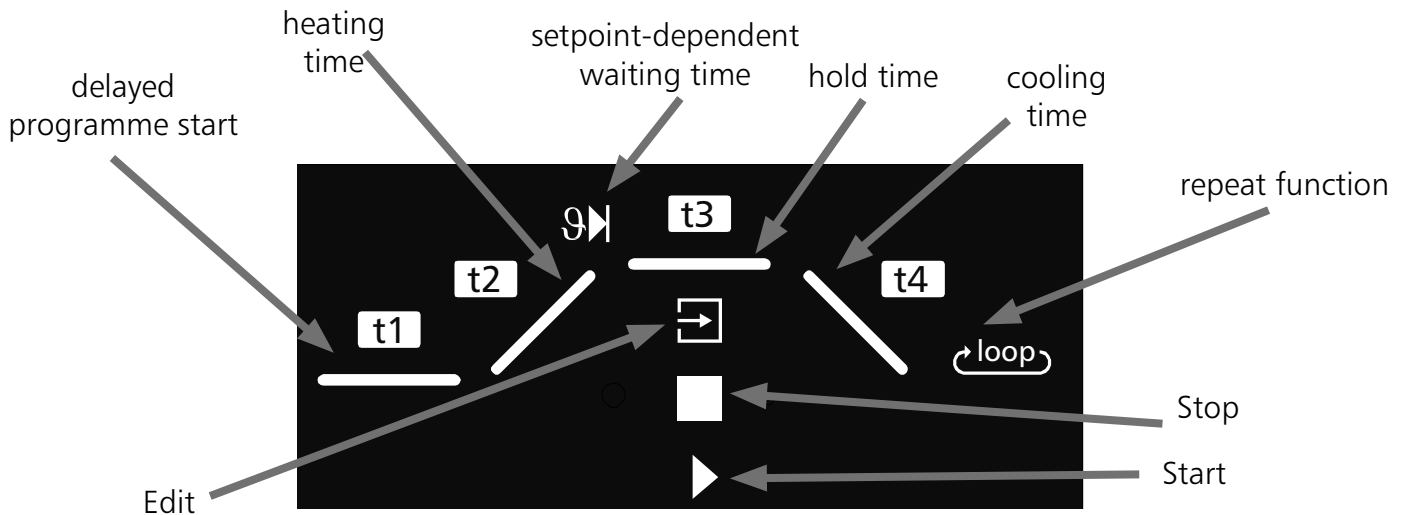 heating
time
setpoint-dependent
waiting time
hold time
cooling
time
delayed
programme start
repeat function
t3
ϑ
t2
t4
t1
loop
Stop
Start
Edit